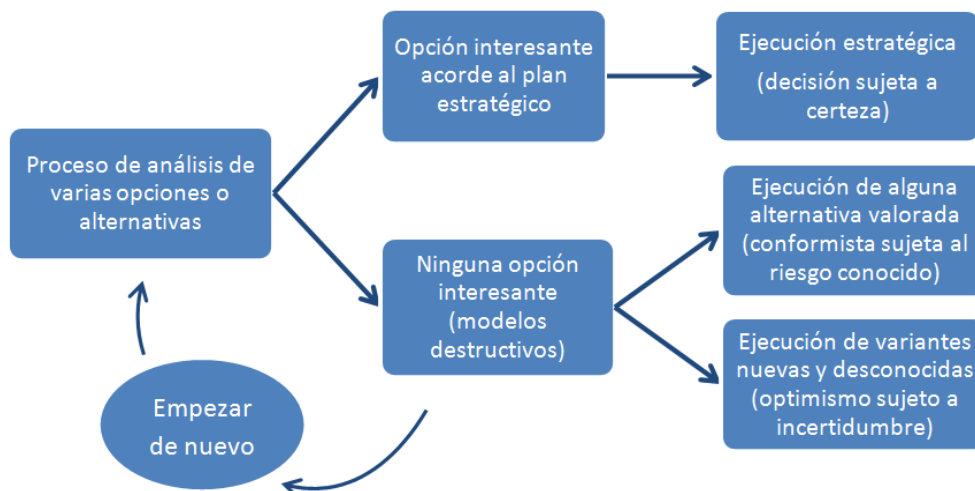 Proceso de análisis de
varias opciones o
alternativas
Opción interesante
acorde al plan
estratégico
Ejecución estratégica
(decisión sujeta a
certeza)
Ninguna opción
interesante
(modelos
destructivos)
Ejecución de alguna
alternativa valorada
(conformista sujeta al
riesgo conocido)
Ejecución de variantes
nuevas y desconocidas
(optimismo sujeto a
incertidumbre)
Empezar
de nuevo